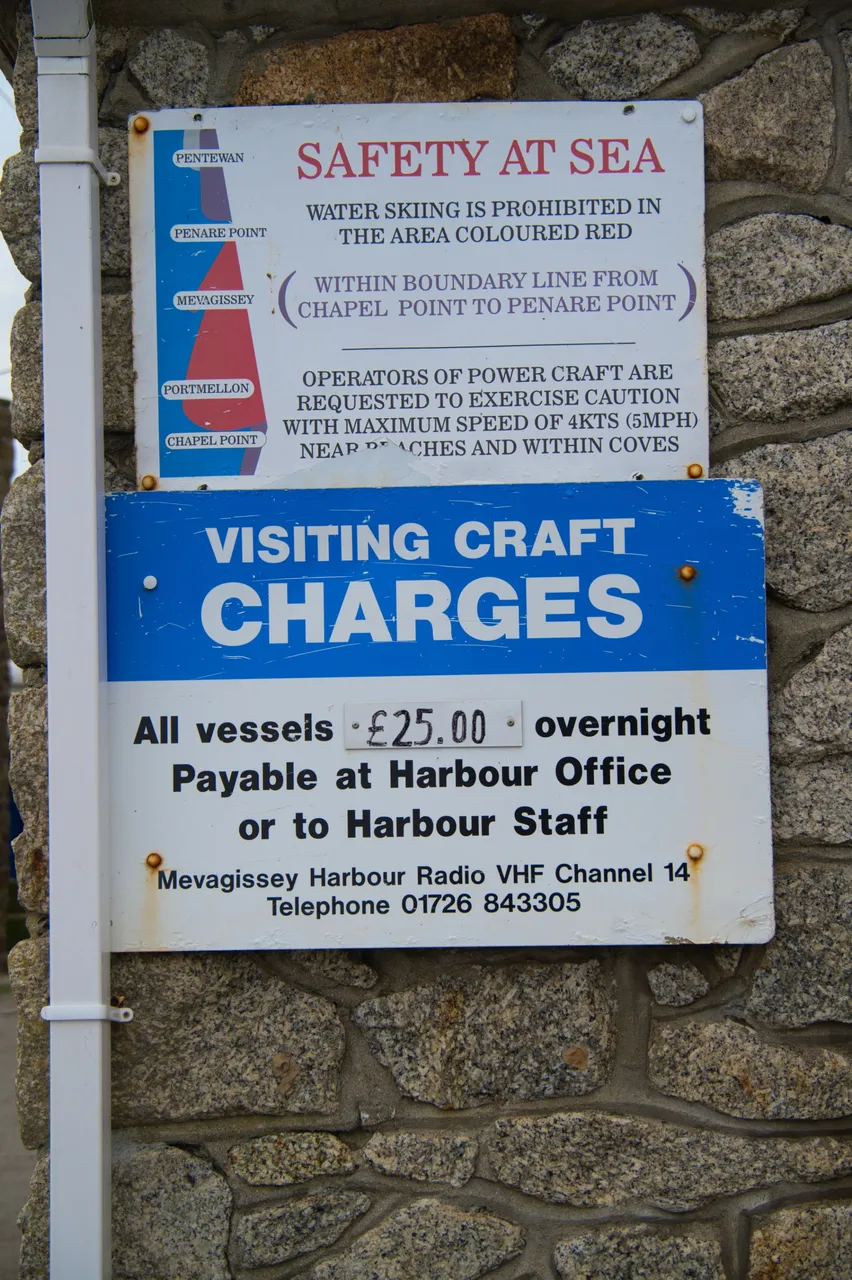 PENTEWAN
PENARE POINT
MEVAGISSEY
PORTMELLON
CHAPEL POINT
SAFETY AT SEA
WATER SKIING IS PROHIBITED IN
THE AREA COLOURED RED
(WITHIN BOUNDARY LINE FROM
CHAPEL POINT TO PENARE POINT)
OPERATORS OF POWER CRAFT ARE
REQUESTED TO EXERCISE CAUTION
WITH MAXIMUM SPEED OF 4KTS (5MPH)
NEAR BEACHES AND WITHIN COVES
VISITING CRAFT
CHARGES
All vessels £25.00 overnight
Payable at Harbour Office
or to Harbour Staff
Mevagissey Harbour Radio VHF Channel 14
Telephone 01726 843305